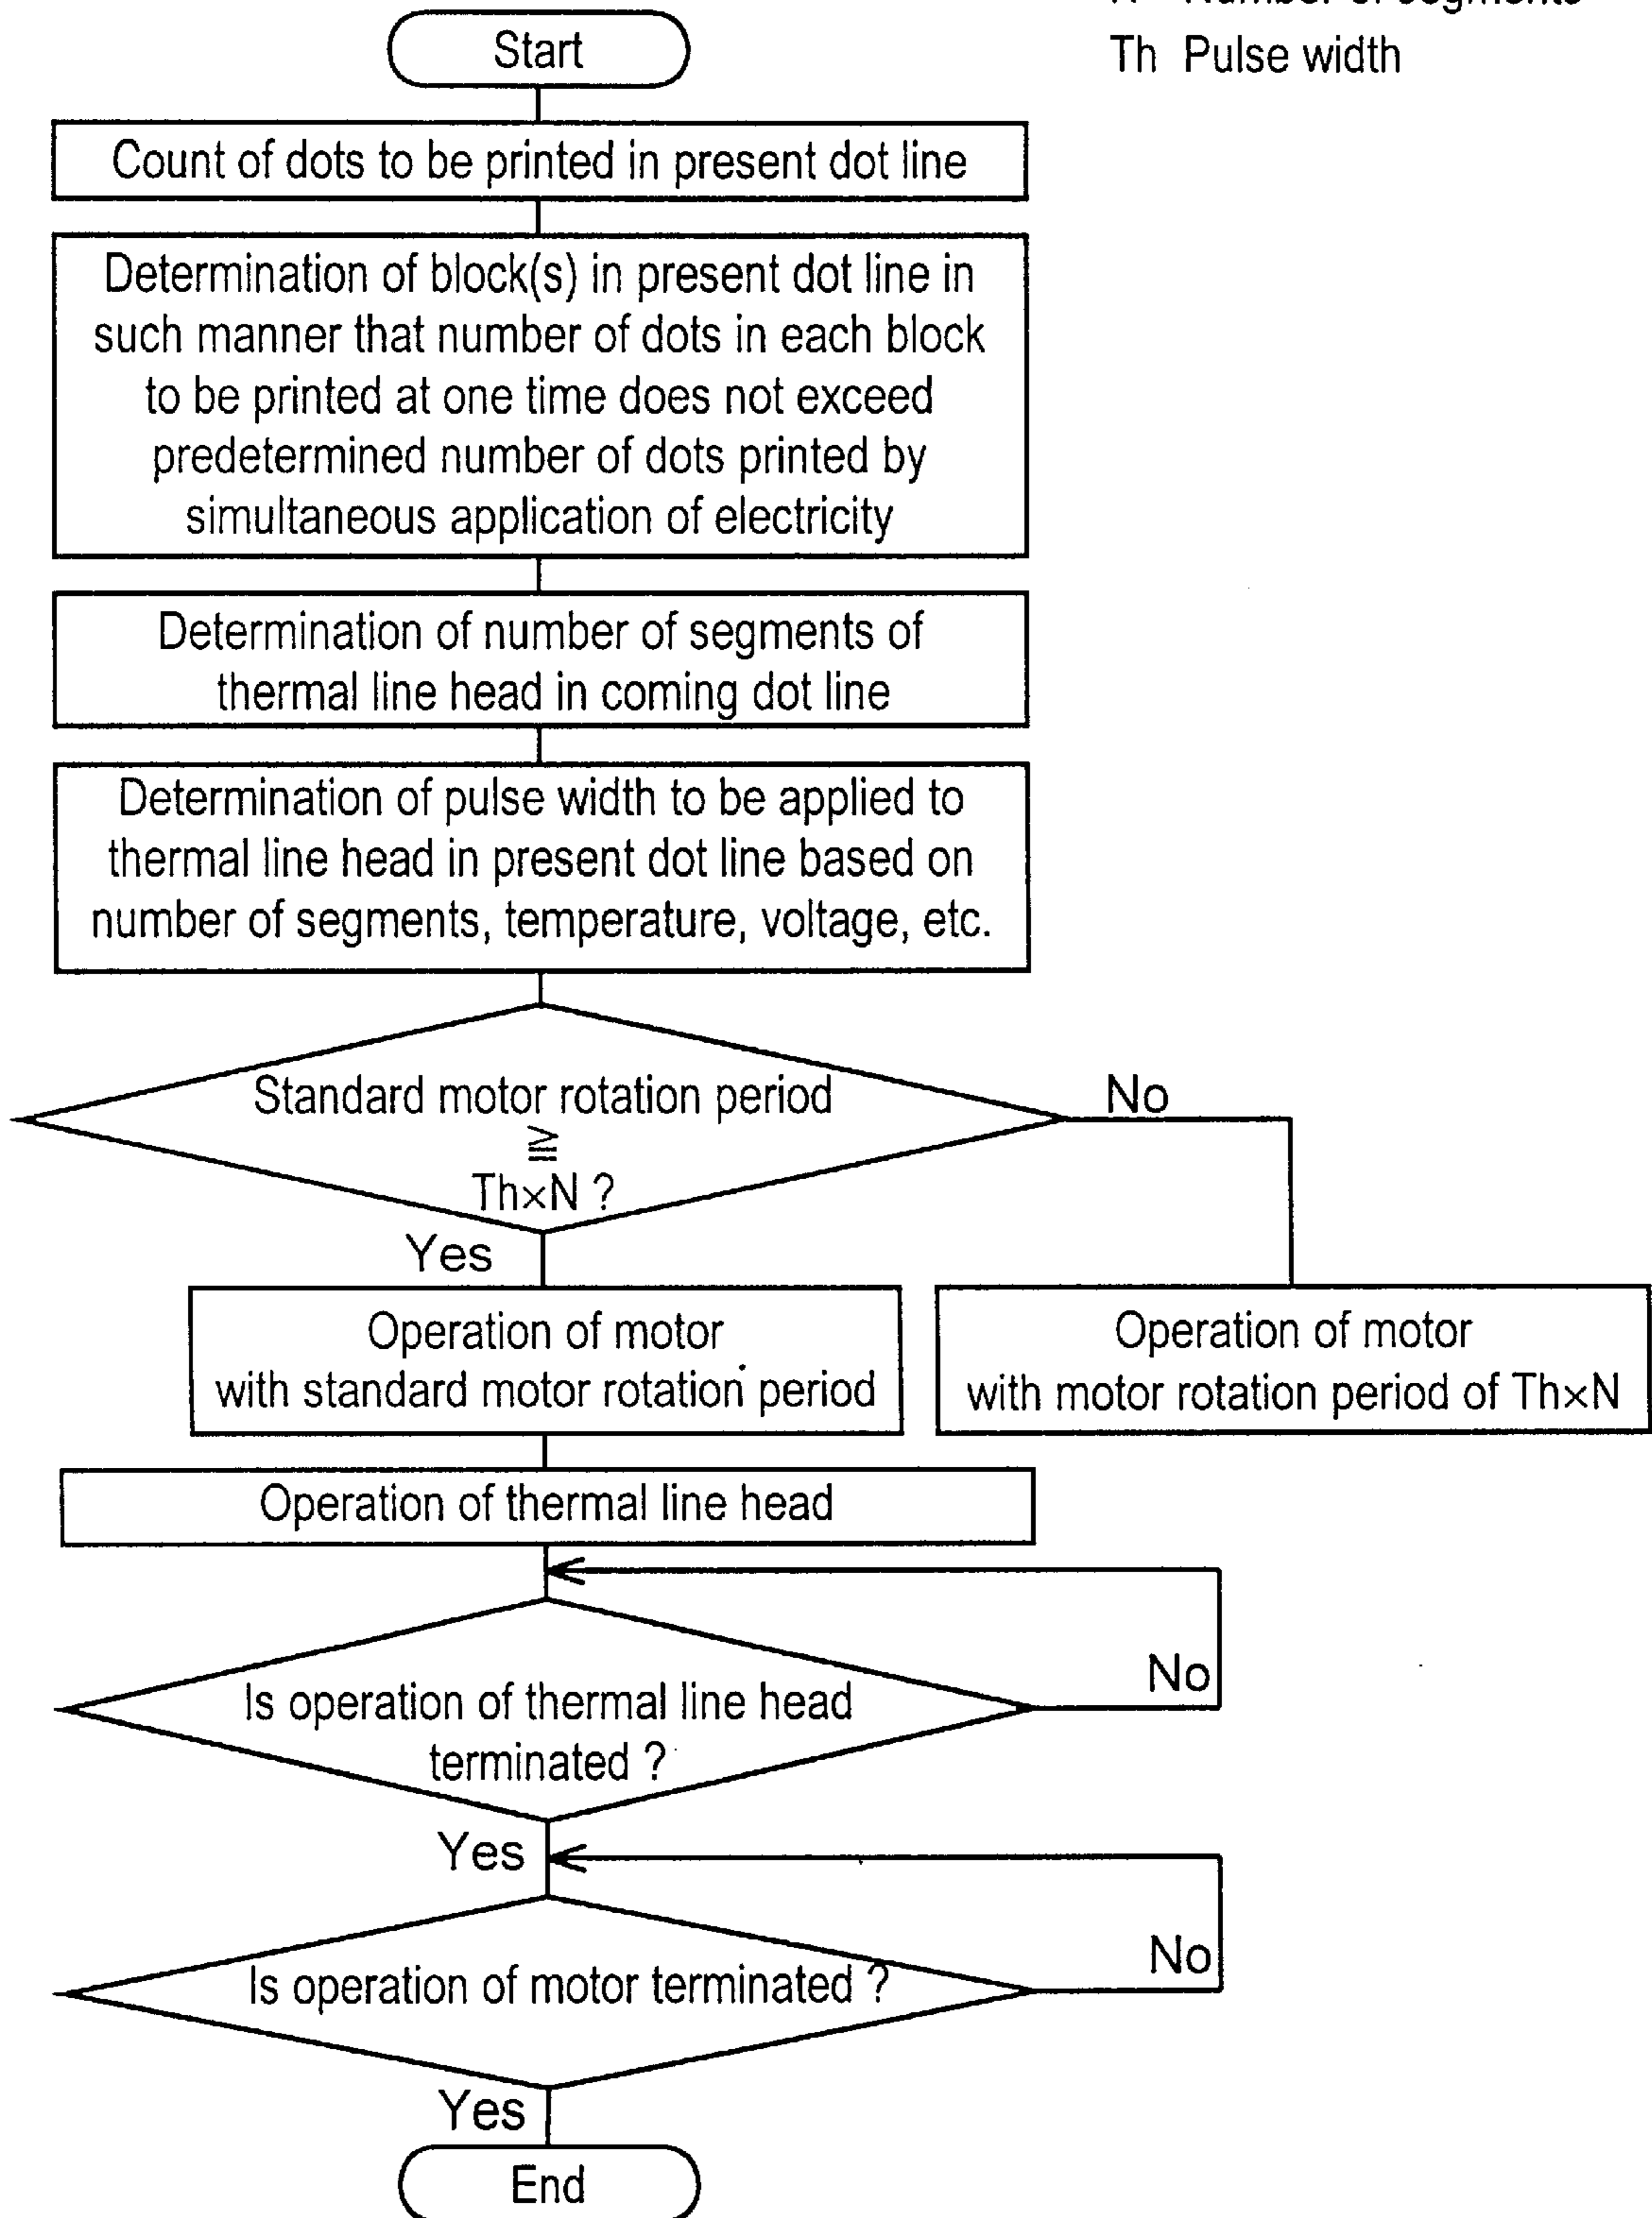 Number of segments
Th Pulse width
Start
Count of dots to be printed in present dot line
Determination of block(s) in present dot line in
such manner that number of dots in each block
to be printed at one time does not exceed
predetermined number of dots printed by
simultaneous application of electricity
Determination of number of segments of
thermal line head in coming dot line
Determination of pulse width to be applied to
thermal line head in present dot line based on
number of segments, temperature, voltage, etc.
Standard motor rotation period
≧
Th×N ?
No
Yes
Operation of motor
with standard motor rotation period
Operation of motor
with motor rotation period of Th×N
Operation of thermal line head
Is operation of thermal line head
terminated ?
No
Yes
Is operation of motor terminated ?
No
Yes
End